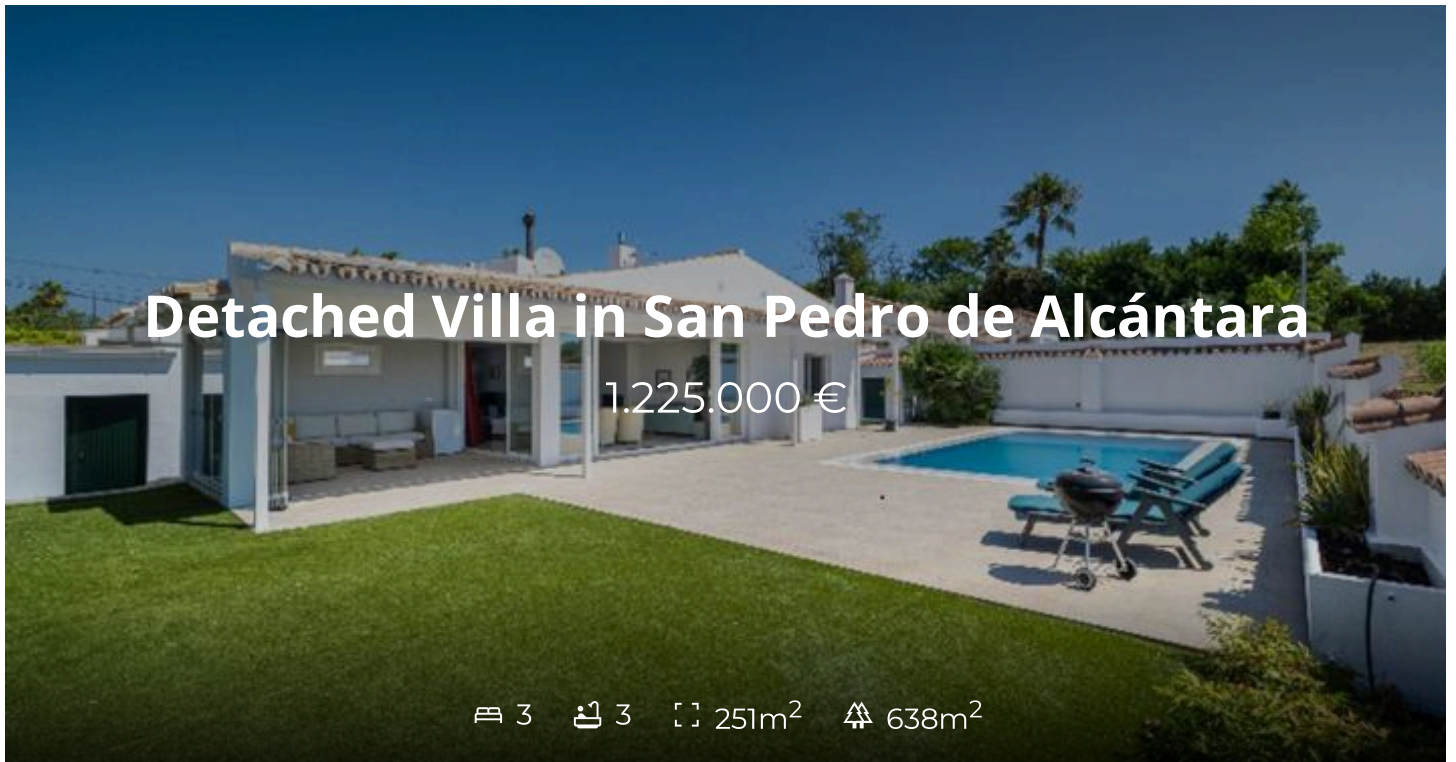 Detached Villa in San Pedro de Alcántara
1.225.000 €
3 3 251m² 638m²